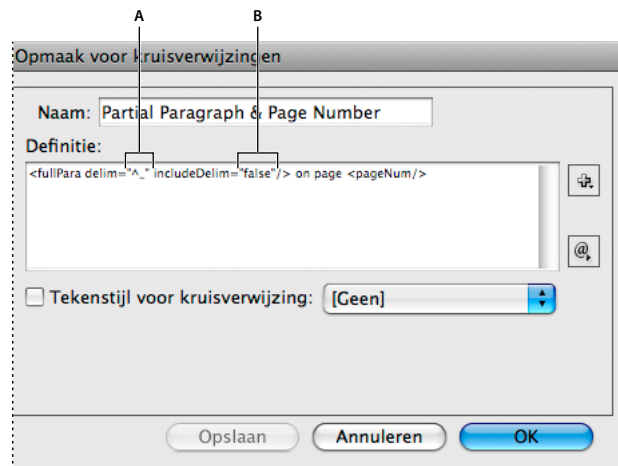 A B
Opmaak voor kruisverwijzingen
Naam: Partial Paragraph & Page Number
Definitie:
<fullPara delim="^_" includeDelim="false"/> on page <pageNum/>
@
Tekenstijl voor kruisverwijzing: [Geen]
Opslaan Annuleren OK